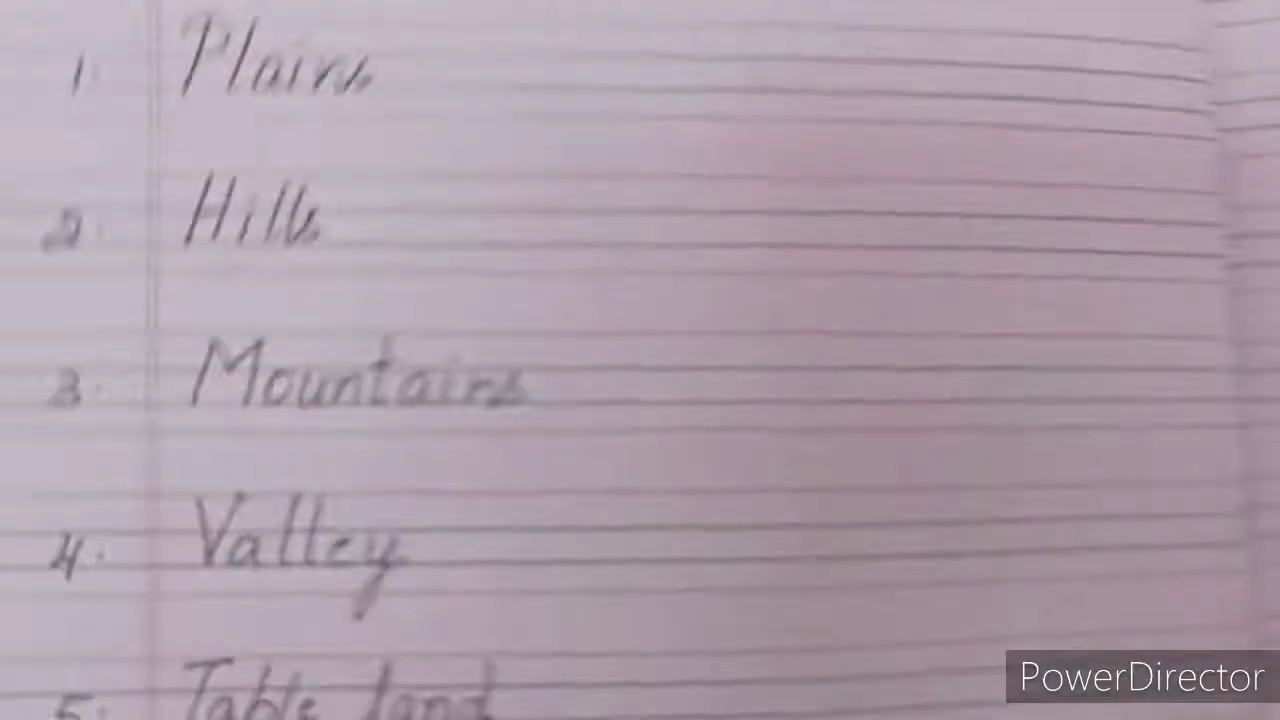 1. Plains
2. Hills
3. Mountains
4. Valley
5. Table land
PowerDirector